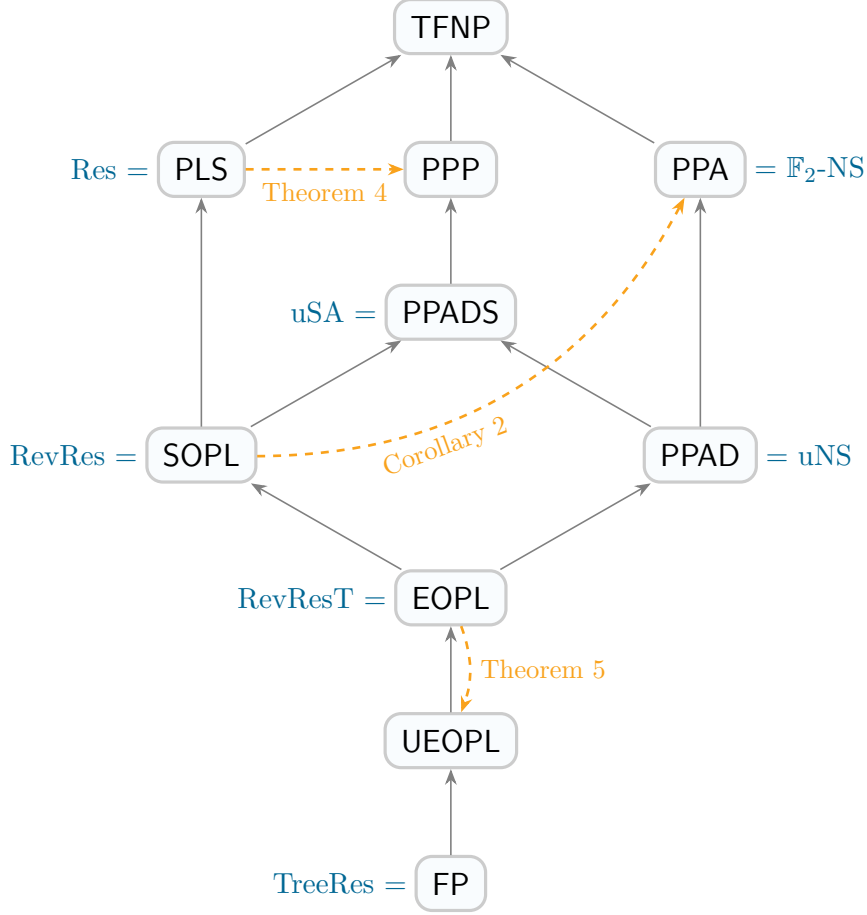 TFNP
Res = PLS
Theorem 4
PPP
PPA = 𝔽₂-NS
uSA = PPADS
RevRes = SOPL
Corollary 2
PPAD = uNS
RevResT = EOPL
Theorem 5
UEOPL
TreeRes = FP